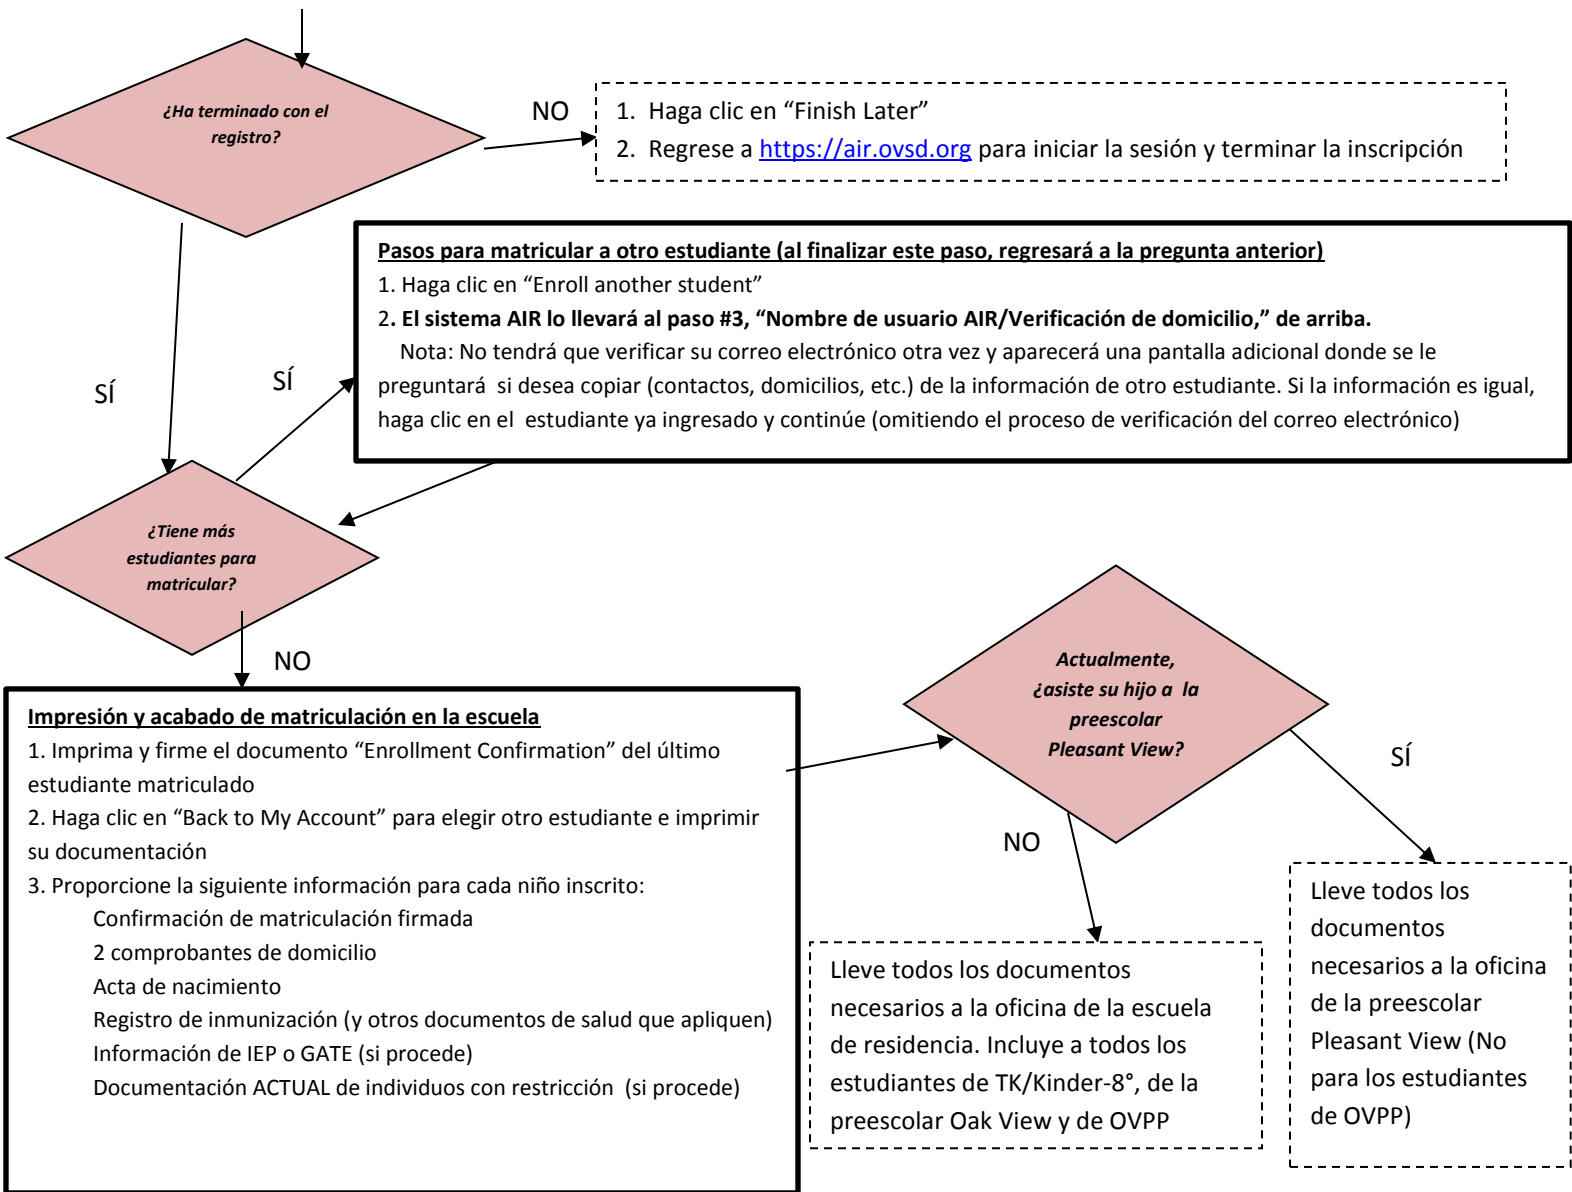 ¿Ha terminado con el
registro?
NO
1. Haga clic en “Finish Later”
2. Regrese a https://air.ovsd.org para iniciar la sesión y terminar la inscripción
Pasos para matricular a otro estudiante (al finalizar este paso, regresará a la pregunta anterior)
1. Haga clic en “Enroll another student”
2. El sistema AIR lo llevará al paso #3, “Nombre de usuario AIR/Verificación de domicilio,” de arriba.
Nota: No tendrá que verificar su correo electrónico otra vez y aparecerá una pantalla adicional donde se le
preguntará si desea copiar (contactos, domicilios, etc.) de la información de otro estudiante. Si la información es igual,
haga clic en el estudiante ya ingresado y continúe (omitiendo el proceso de verificación del correo electrónico)
SÍ
SÍ
¿Tiene más
estudiantes para
matricular?
NO
Impresión y acabado de matriculación en la escuela
1. Imprima y firme el documento “Enrollment Confirmation” del último
estudiante matriculado
2. Haga clic en “Back to My Account” para elegir otro estudiante e imprimir
su documentación
3. Proporcione la siguiente información para cada niño inscrito:
Confirmación de matriculación firmada
2 comprobantes de domicilio
Acta de nacimiento
Registro de inmunización (y otros documentos de salud que apliquen)
Información de IEP o GATE (si procede)
Documentación ACTUAL de individuos con restricción (si procede)
Actualmente,
¿asiste su hijo a la
preescolar
Pleasant View?
NO
SÍ
Lleve todos los documentos
necesarios a la oficina de la escuela
de residencia. Incluye a todos los
estudiantes de TK/Kinder-8°, de la
preescolar Oak View y de OVPP
Lleve todos los
documentos
necesarios a la oficina
de la preescolar
Pleasant View (No
para los estudiantes
de OVPP)